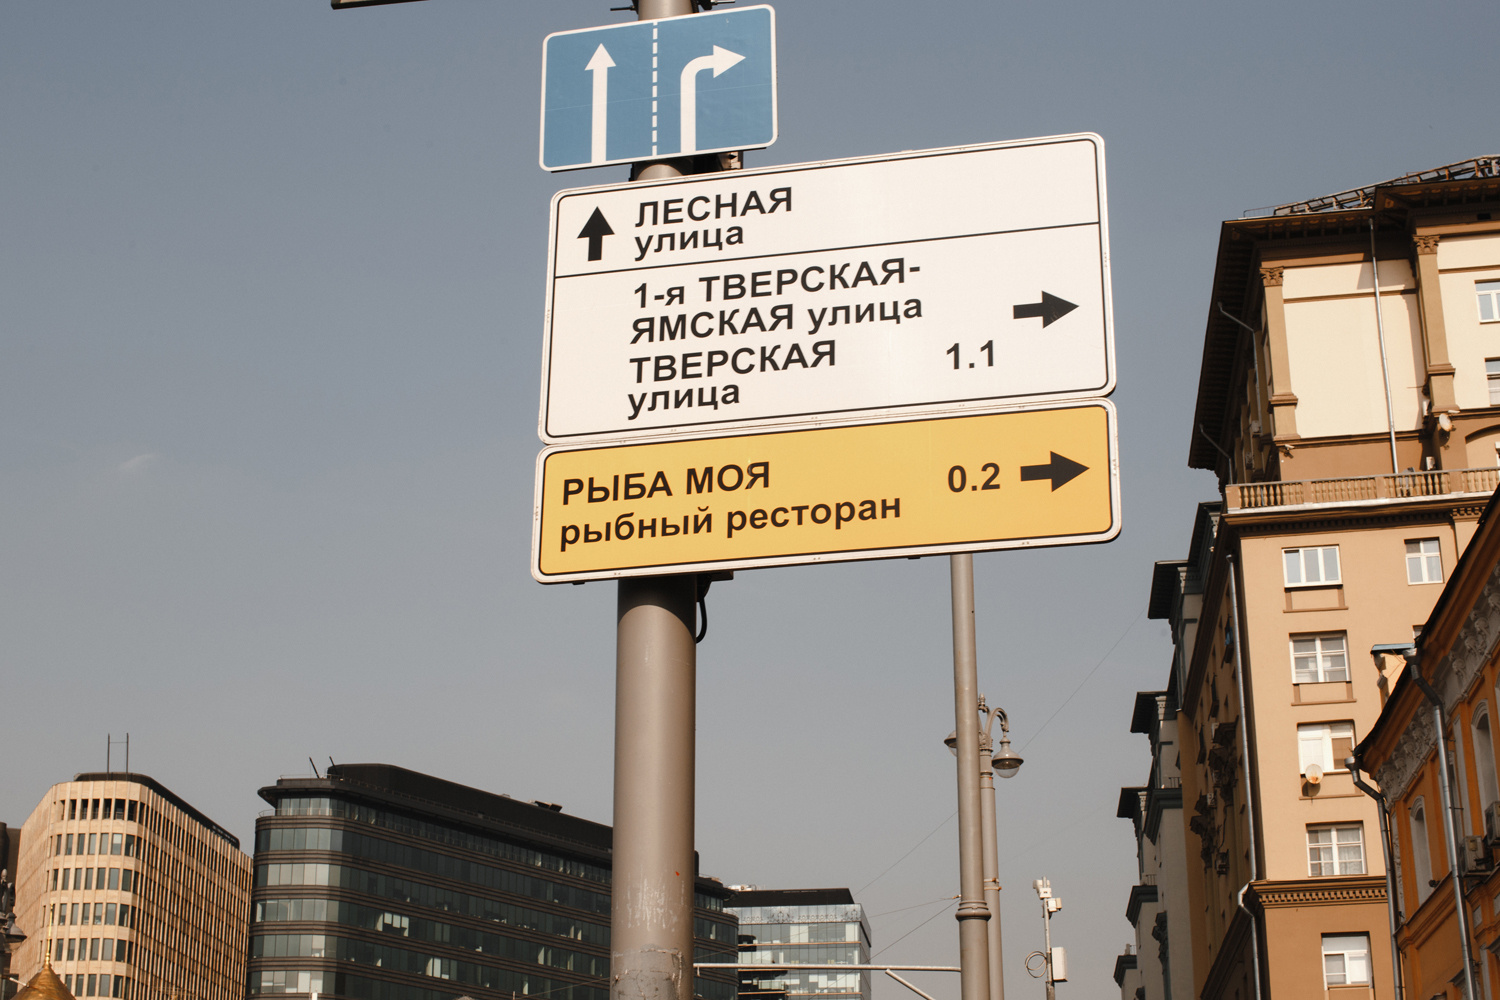 ЛЕСНАЯ
улица
1-я ТВЕРСКАЯ-
ЯМСКАЯ улица
ТВЕРСКАЯ 1.1
улица
РЫБА МОЯ 0.2
рыбный ресторан